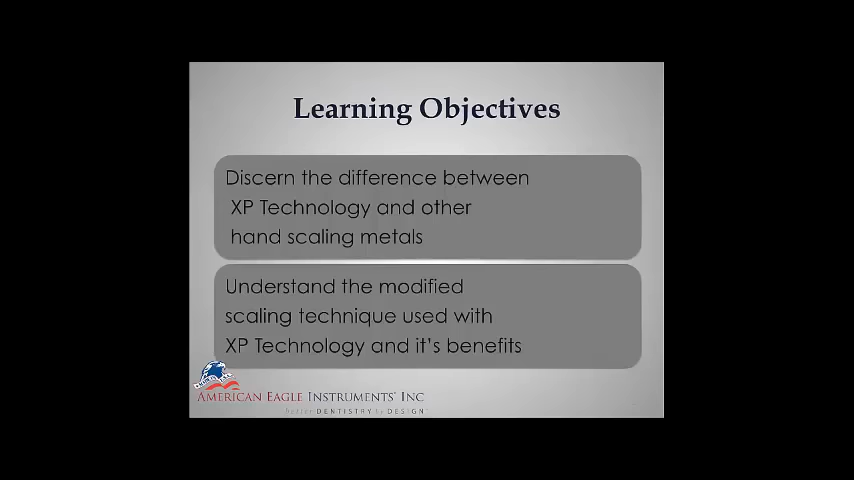 Learning Objectives
Discern the difference between
XP Technology and other
hand scaling metals
Understand the modified
scaling technique used with
XP Technology and it's benefits
AMERICAN EAGLE INSTRUMENTS' INC
better DENTISTRY by DESIGN